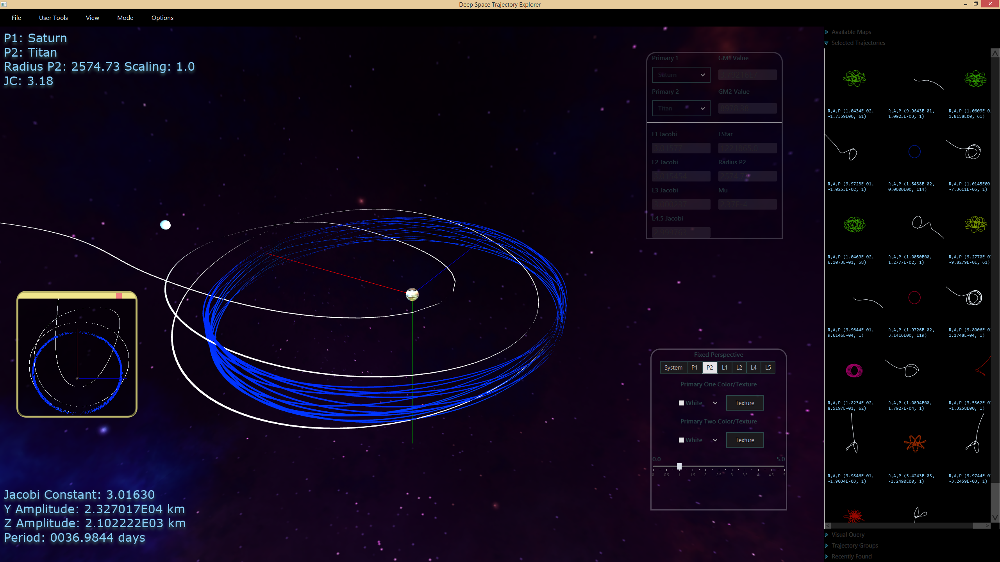 Deep Space Trajectory Explorer
File User Tools View Mode Options
P1: Saturn
P2: Titan
Radius P2: 2574.73 Scaling: 1.0
JC: 3.18
Primary 1 GM1 Value
Saturn 3.79216E7
Primary 2 GM2 Value
Titan 8978.38
L1 Jacobi LStar
3.01577 1221865.0
L2 Jacobi Radius P2
3.015454 2574.73
L3 Jacobi Mu
3.000237 2.37E-4
L4,5 Jacobi
2.999763
Fixed Perspective
System P1 P2 L1 L2 L4 L5
Primary One Color/Texture
White Texture
Primary Two Color/Texture
White Texture
0.0 5.0
0 0.5 1 1.5 2 2.5 3 3.5 4 4.5 5
Jacobi Constant: 3.01630
Y Amplitude: 2.327017E04 km
Z Amplitude: 2.102222E03 km
Period: 0036.9844 days
Available Maps
Selected Trajectories
R,A,P (1.0434E-02, R,A,P (9.9643E-01, R,A,P (1.0609E-0
-1.7359E00, 61) 1.0923E-03, 1) 1.8158E00, 61)
R,A,P (9.9723E-01, R,A,P (1.5438E-02, R,A,P (1.0145E00
-1.0253E-02, 1) 0.0000E00, 114) -7.3611E-05, 1)
R,A,P (1.0469E-02, R,A,P (1.0050E00, R,A,P (9.2770E-0
6.1073E-01, 58) 1.2777E-02, 1) -9.8279E-01, 61)
R,A,P (9.9644E-01, R,A,P (1.9726E-02, R,A,P (9.8006E-0
9.6146E-04, 1) 3.1416E00, 119) 1.1748E-04, 1)
R,A,P (1.8234E-02, R,A,P (1.0094E00, R,A,P (3.5362E-0
8.5197E-01, 62) 1.7927E-04, 1) -1.3258E00, 1)
R,A,P (9.9846E-01, R,A,P (5.4243E-03, R,A,P (9.9744E-0
-1.9034E-03, 1) -1.2490E00, 1) -3.2459E-03, 1)
Visual Query
Trajectory Groups
Recently Found